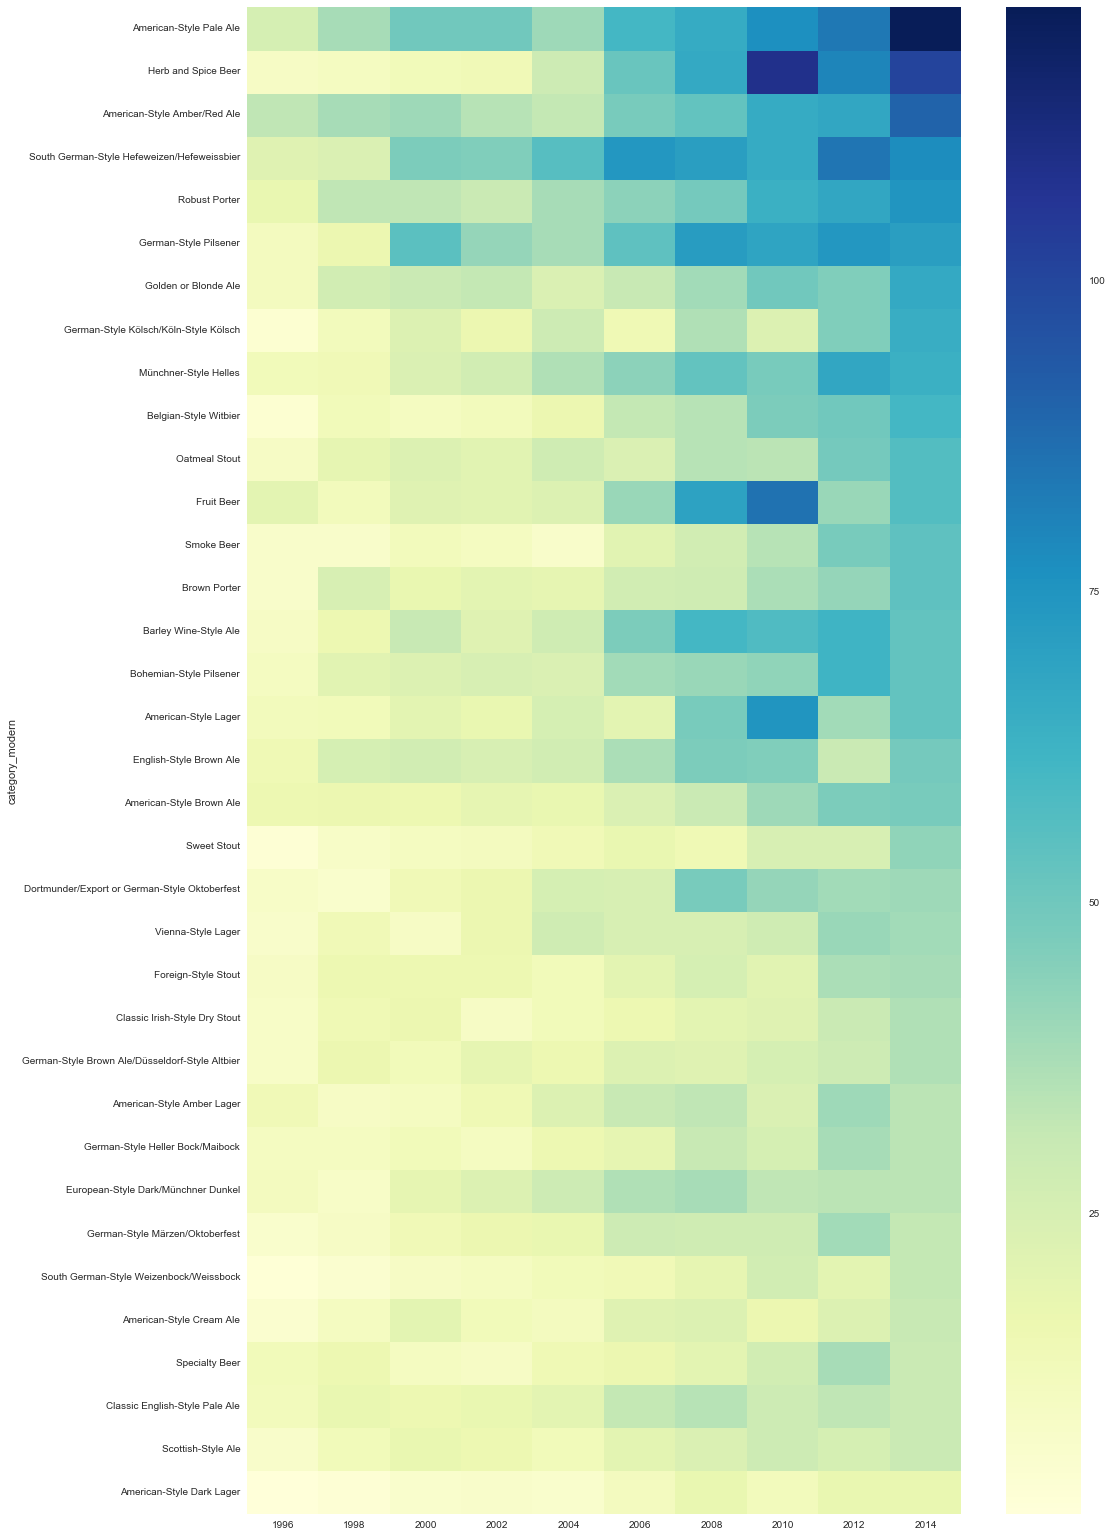 American-Style Pale Ale
Herb and Spice Beer
American-Style Amber/Red Ale
South German-Style Hefeweizen/Hefeweissbier
Robust Porter
German-Style Pilsener
Golden or Blonde Ale
German-Style Kölsch/Köln-Style Kölsch
Münchner-Style Helles
Belgian-Style Witbier
Oatmeal Stout
Fruit Beer
Smoke Beer
Brown Porter
Barley Wine-Style Ale
Bohemian-Style Pilsener
American-Style Lager
English-Style Brown Ale
American-Style Brown Ale
Sweet Stout
Dortmunder/Export or German-Style Oktoberfest
Vienna-Style Lager
Foreign-Style Stout
Classic Irish-Style Dry Stout
German-Style Brown Ale/Düsseldorf-Style Altbier
American-Style Amber Lager
German-Style Heller Bock/Maibock
European-Style Dark/Münchner Dunkel
German-Style Märzen/Oktoberfest
South German-Style Weizenbock/Weissbock
American-Style Cream Ale
Specialty Beer
Classic English-Style Pale Ale
Scottish-Style Ale
American-Style Dark Lager
category_modern
1996 1998 2000 2002 2004 2006 2008 2010 2012 2014
100
75
50
25